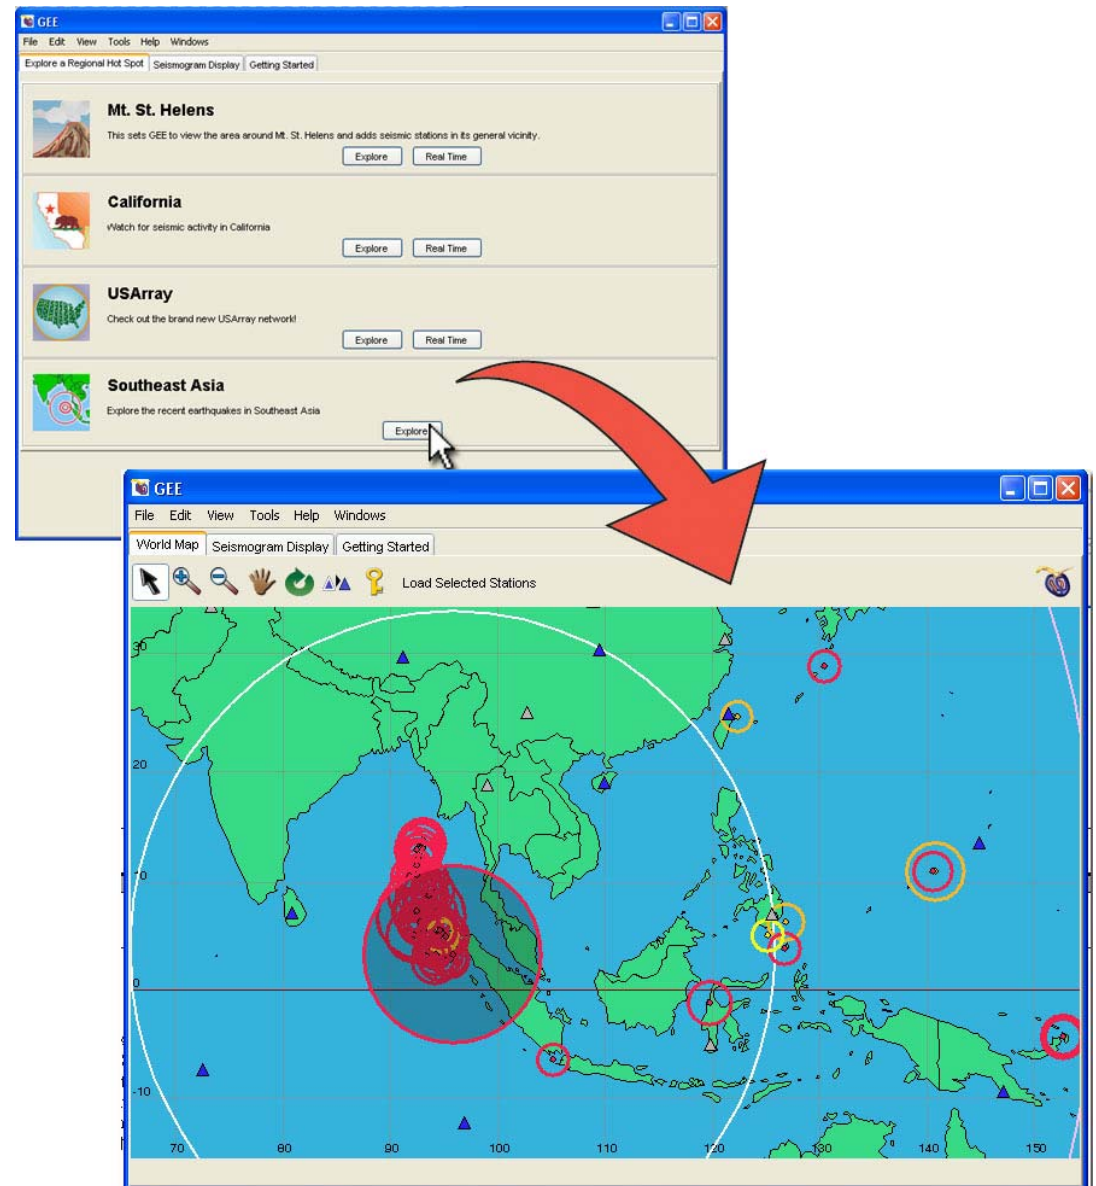 GEE
File Edit View Tools Help Windows
Explore a Regional Hot Spot Seismogram Display Getting Started
Mt. St. Helens
This sets GEE to view the area around Mt. St. Helens and adds seismic stations in its general vicinity.
Explore Real Time
California
Watch for seismic activity in California
Explore Real Time
USArray
Check out the brand new USArray network!
Explore Real Time
Southeast Asia
Explore the recent earthquakes in Southeast Asia
Explore
GEE
File Edit View Tools Help Windows
World Map Seismogram Display Getting Started
Load Selected Stations
30
20
10
0
-10
70 80 90 100 110 120 130 140 150